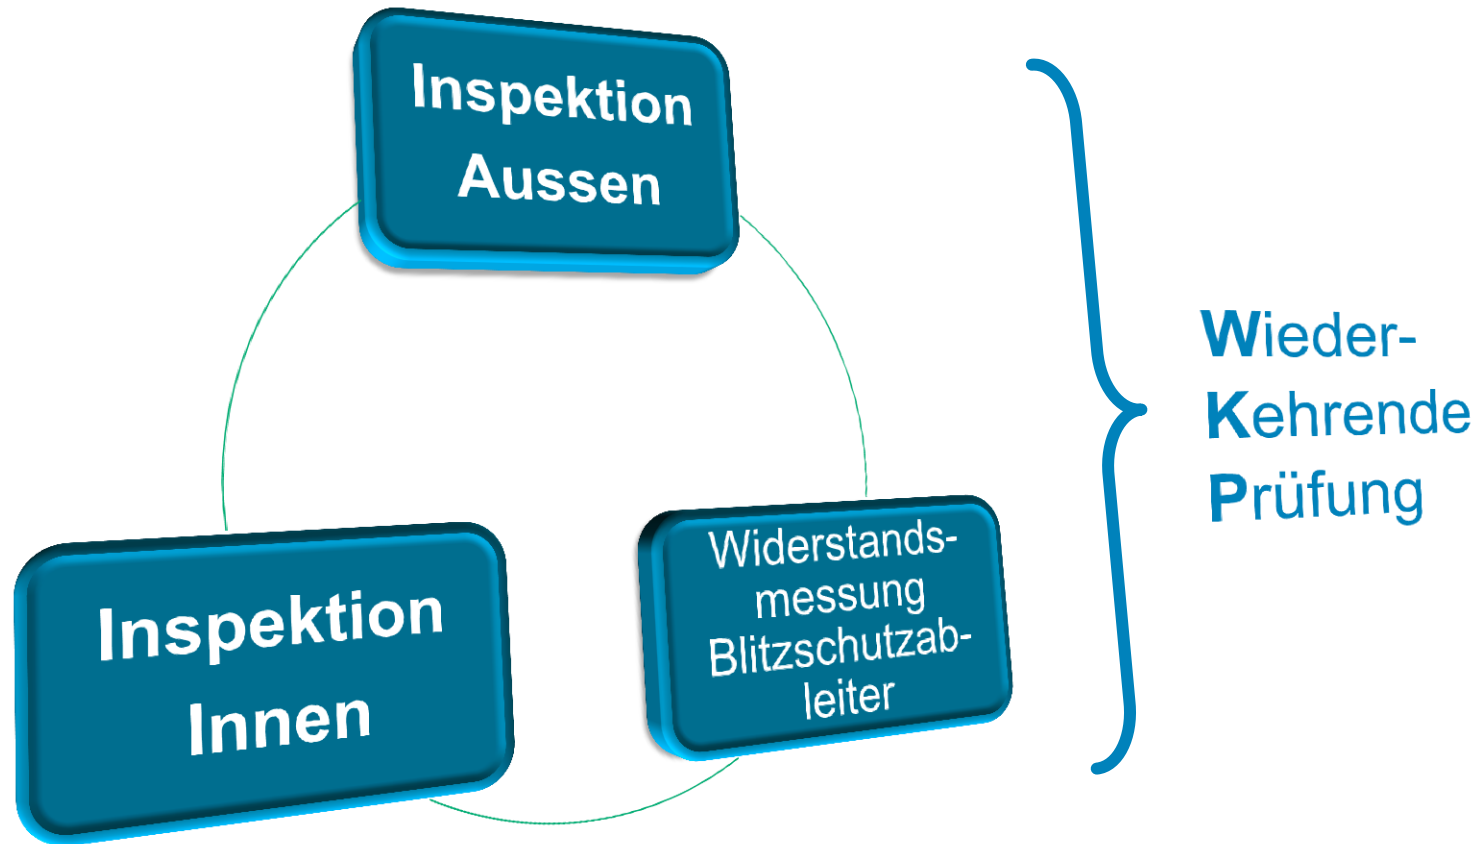 Inspektion
Aussen
Wieder-
Kehrende
Prüfung
Inspektion
Innen
Widerstands-
messung
Blitzschutzab-
leiter